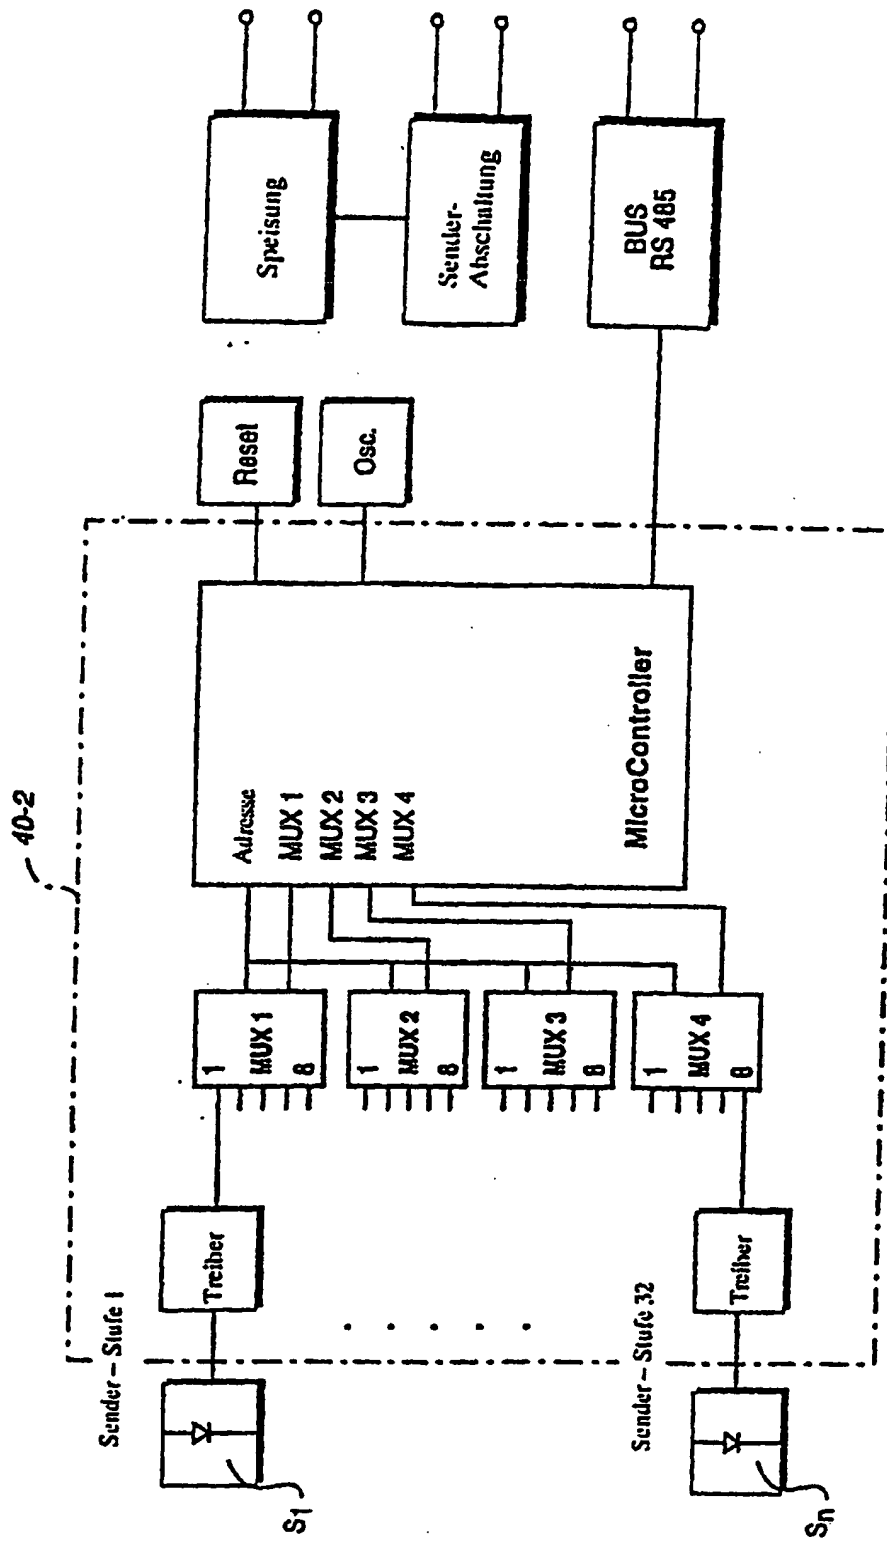 40-2
Speisung
Sender-
Abschaltung
BUS
RS 485
Reset
Osc.
Adresse
MUX 1
MUX 2
MUX 3
MUX 4
MicroController
1
MUX 1
8
1
MUX 2
8
1
MUX 3
8
1
MUX 4
8
Treiber
Treiber
Sender – Stufe 1
Sender – Stufe 32
S1
Sn